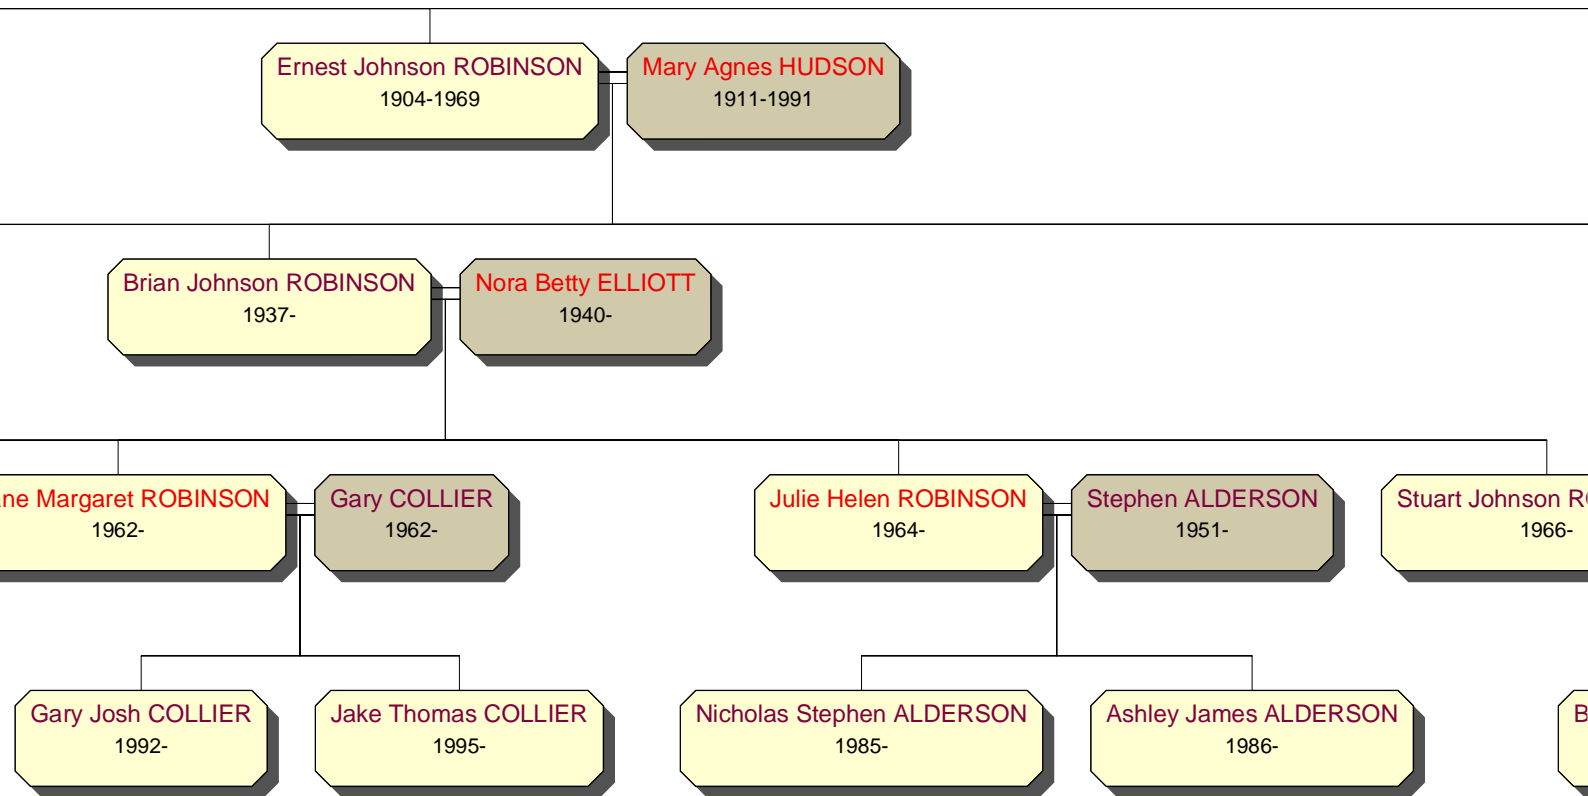 Ernest Johnson ROBINSON
1904-1969
Mary Agnes HUDSON
1911-1991
Brian Johnson ROBINSON
1937-
Nora Betty ELLIOTT
1940-
Margaret ROBINSON
1962-
Gary COLLIER
1962-
Julie Helen ROBINSON
1964-
Stephen ALDERSON
1951-
Stuart Johnson
1966-
Gary Josh COLLIER
1992-
Jake Thomas COLLIER
1995-
Nicholas Stephen ALDERSON
1985-
Ashley James ALDERSON
1986-